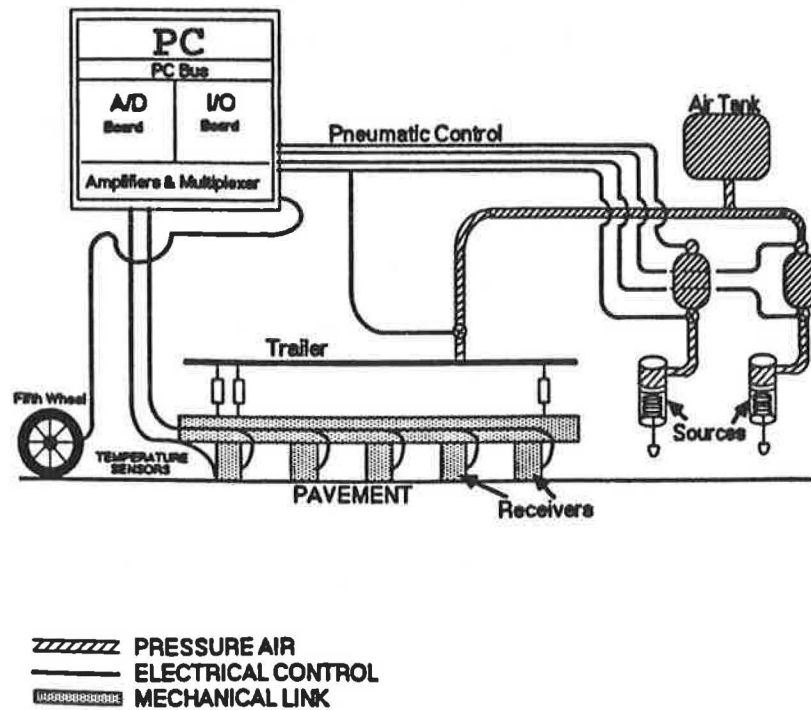 PC
PC Bus
A/D
Board
I/O
Board
Amplifiers & Multiplexer
Pneumatic Control
Air Tank
Trailer
Fifth Wheel
TEMPERATURE
SENSORS
Sources
PAVEMENT
Receivers
PRESSURE AIR
ELECTRICAL CONTROL
MECHANICAL LINK